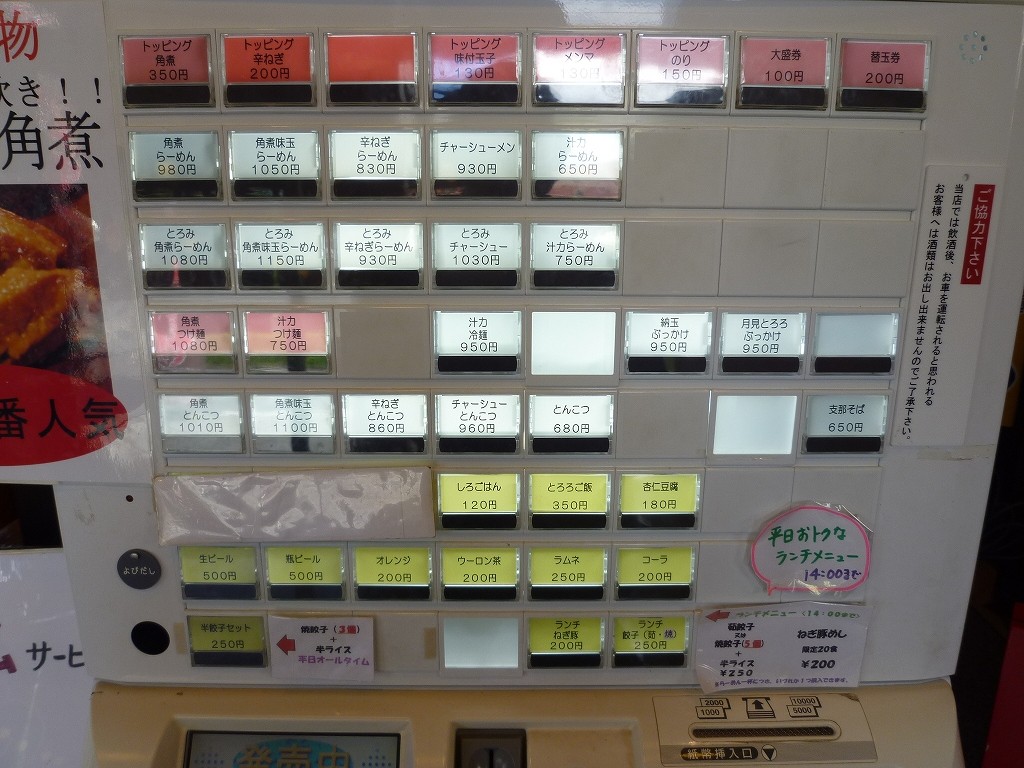 物
炊き！！
角煮
番人気
トッピング
角煮
350円
トッピング
辛ねぎ
200円
トッピング
味付玉子
130円
トッピング
メンマ
130円
トッピング
のり
150円
大盛券
100円
替玉券
200円
角煮
らーめん
980円
角煮味玉
らーめん
1050円
辛ねぎ
らーめん
830円
チャーシューメン
930円
汁力
らーめん
650円
とろみ
角煮らーめん
1080円
とろみ
角煮味玉らーめん
1150円
とろみ
辛ねぎらーめん
930円
とろみ
チャーシュー
1030円
とろみ
汁力らーめん
750円
角煮
つけ麺
1080円
汁力
つけ麺
750円
汁力
冷麺
950円
納玉
ぶっかけ
950円
月見とろろ
ぶっかけ
950円
角煮
とんこつ
1010円
角煮味玉
とんこつ
1100円
辛ねぎ
とんこつ
860円
チャーシュー
とんこつ
960円
とんこつ
680円
支那そば
650円
しろごはん
120円
とろろご飯
350円
杏仁豆腐
180円
よびだし
生ビール
500円
瓶ビール
500円
オレンジ
200円
ウーロン茶
200円
ラムネ
250円
コーラ
200円
半餃子セット
250円
焼餃子(3個)
+
半ライス
平日オールタイム
ランチ
ねぎ豚
200円
ランチ
餃子(茹・焼)
250円
ご協力下さい
当店では飲酒後、お車を運転されると思われる
お客様へは酒類はお出し出来ませんのでご了承下さい。
平日おトクな
ランチメニュー
14:00まで
ランチメニュー(14:00まで)
茹餃子
又は
焼餃子(5個)
+
半ライス
¥250
ねぎ豚めし
限定20食
¥200
サービ
発売中
2000
1000
10000
5000
紙幣挿入口